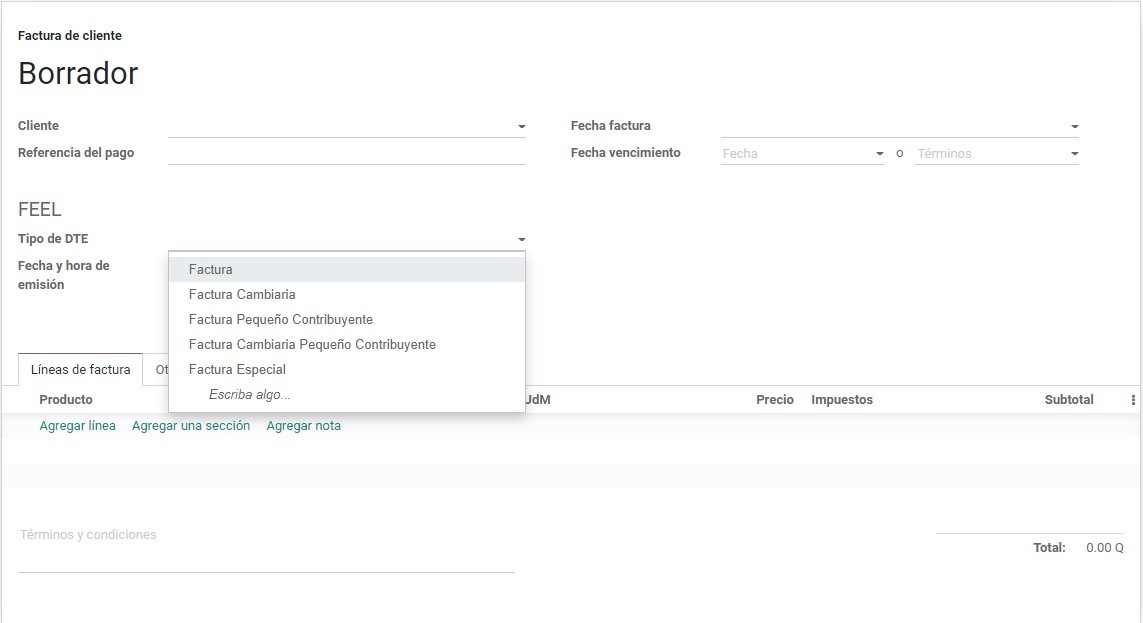 Factura de cliente
Borrador
Cliente
Fecha factura
Referencia del pago
Fecha vencimiento Fecha o Términos
FEEL
Tipo de DTE
Fecha y hora de
emisión
Factura
Factura Cambiaria
Factura Pequeño Contribuyente
Factura Cambiaria Pequeño Contribuyente
Factura Especial
Escriba algo...
Líneas de factura Ot
Producto UdM Precio Impuestos Subtotal
Agregar línea Agregar una sección Agregar nota
Términos y condiciones
Total: 0.00 Q